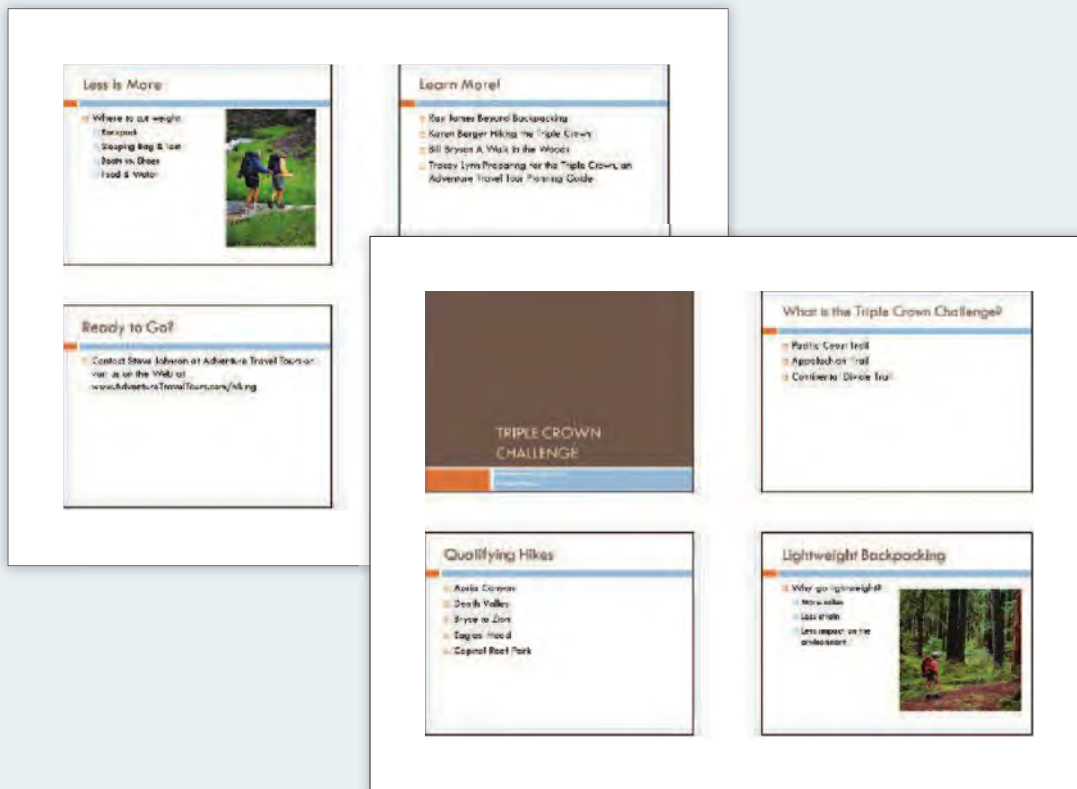 Less Is More
Where to cut weight
Backpack
Sleeping Bag & Tent
Boots vs. Shoes
Food & Water
Learn More!
Ray James Beyond Backpacking
Karen Berger Hiking the Triple Crown
Bill Bryson A Walk in the Woods
Tracey Lynn Preparing for the Triple Crown, an
Adventure Travel Tour Planning Guide
Ready to Go?
Contact Steve Johnson at Adventure Travel Tours or
visit us on the Web at
www.AdventureTravelTours.com/hiking
TRIPLE CROWN
CHALLENGE
What is the Triple Crown Challenge?
Pacific Coast Trail
Appalachian Trail
Continental Divide Trail
Qualifying Hikes
Canyon
Death Valley
Bryce to Zion
Eagles Head
Capitol Reef Park
Lightweight Backpacking
Why go lightweight?
More miles
Less strain
Less impact on the
environment